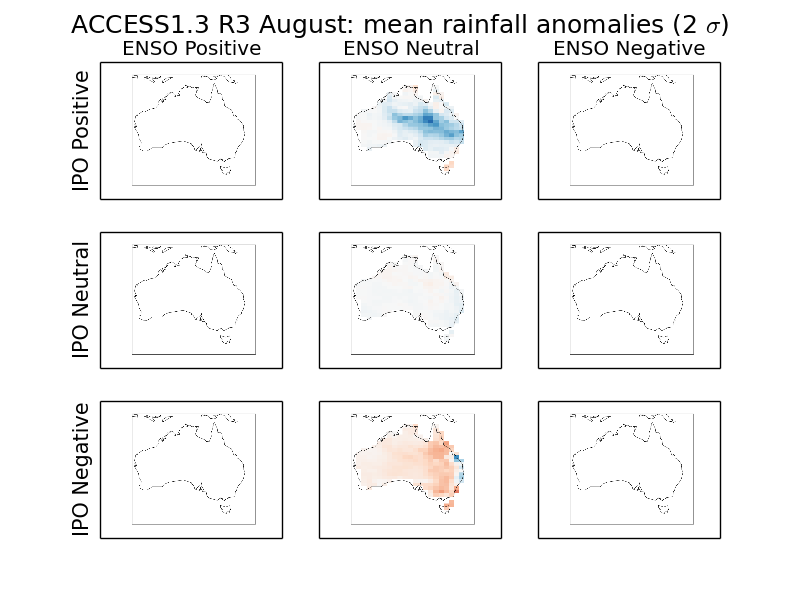 ACCESS1.3 R3 August: mean rainfall anomalies (2 σ)
ENSO Positive ENSO Neutral ENSO Negative
IPO Positive
IPO Neutral
IPO Negative